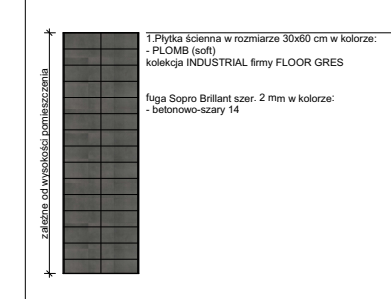 1.Płytka ścienna w rozmiarze 30x60 cm w kolorze:
- PLOMB (soft)
kolekcja INDUSTRIAL firmy FLOOR GRES
fuga Sopro Brillant szer. 2 mm w kolorze:
- betonowo-szary 14
zależne od wysokości pomieszczenia